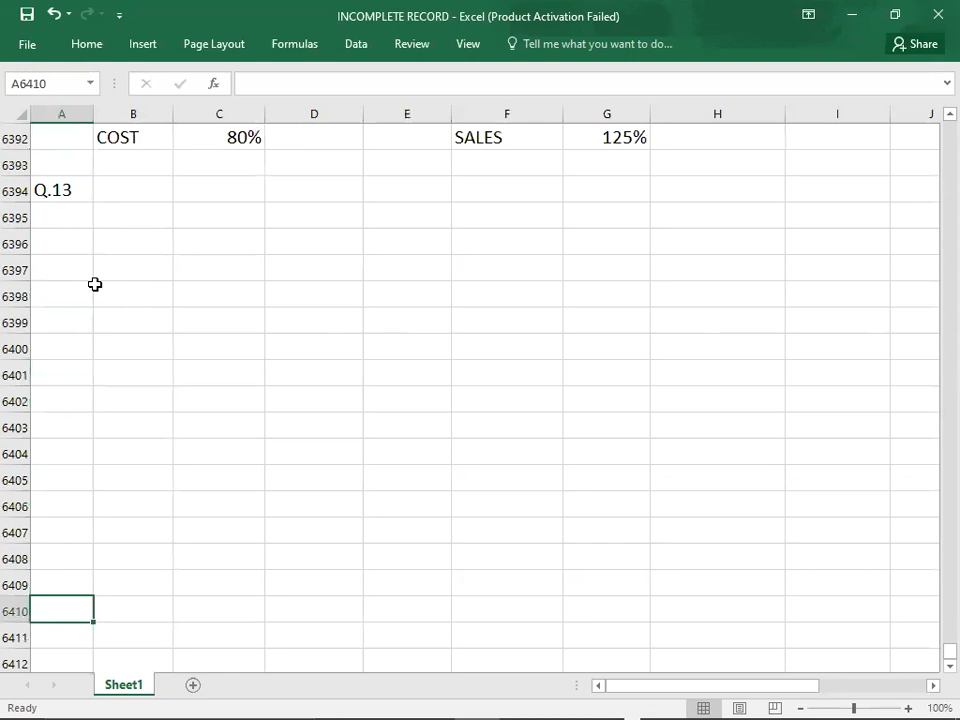 INCOMPLETE RECORD - Excel (Product Activation Failed)
File Home Insert Page Layout Formulas Data Review View Tell me what you want to do... Share
A6410 fx
A B C D E F G H I J
6392 COST 80% SALES 125%
6393
6394 Q.13
6395
6396
6397
6398
6399
6400
6401
6402
6403
6404
6405
6406
6407
6408
6409
6410
6411
6412
Sheet1
Ready 100%